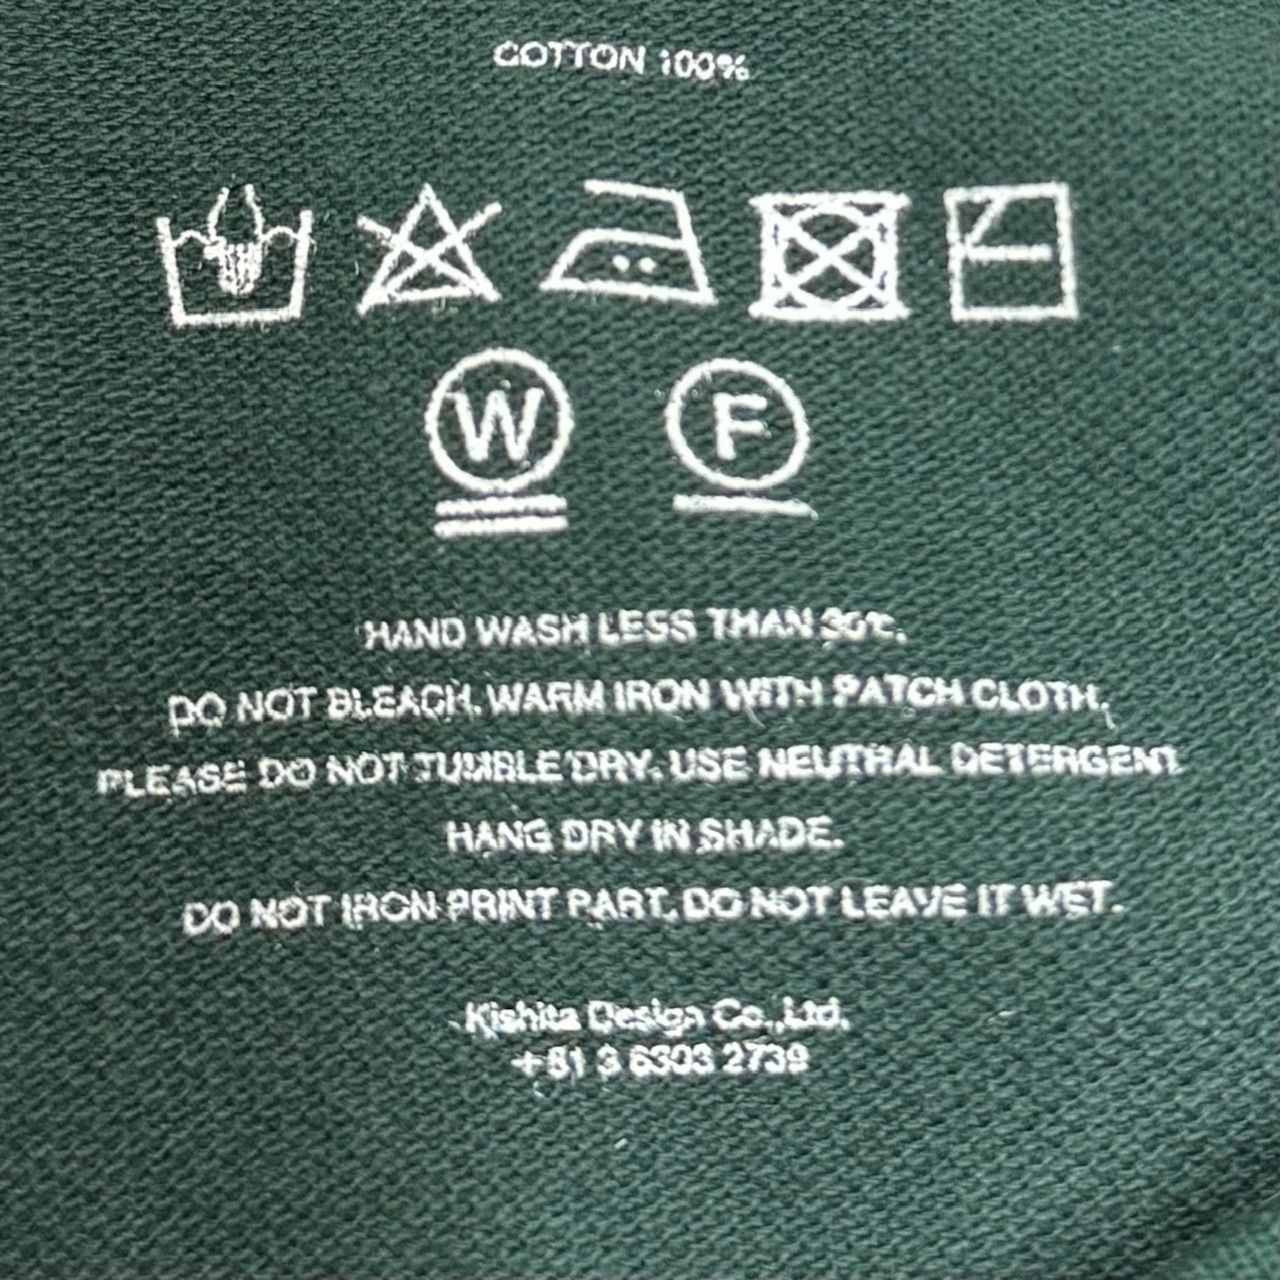 COTTON 100%
W F
HAND WASH LESS THAN 30℃.
DO NOT BLEACH. WARM IRON WITH PATCH CLOTH.
PLEASE DO NOT TUMBLE DRY. USE NEUTRAL DETERGENT
HANG DRY IN SHADE.
DO NOT IRON PRINT PART. DO NOT LEAVE IT WET.
Kishita Design Co.,Ltd.
+81 3 6303 2739